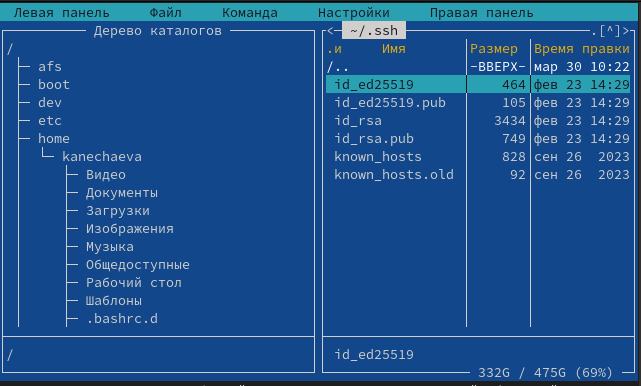 Левая панель Файл Команда Настройки Правая панель
Дерево каталогов
/
afs
boot
dev
etc
home
kanechaeva
Видео
Документы
Загрузки
Изображения
Музыка
Общедоступные
Рабочий стол
Шаблоны
.bashrc.d
/
<- ~/.ssh .[^]>
.и Имя Размер Время правки
/.. -ВВЕРХ- мар 30 10:22
id_ed25519 464 фев 23 14:29
id_ed25519.pub 105 фев 23 14:29
id_rsa 3434 фев 23 14:29
id_rsa.pub 749 фев 23 14:29
known_hosts 828 сен 26 2023
known_hosts.old 92 сен 26 2023
id_ed25519
332G / 475G (69%)